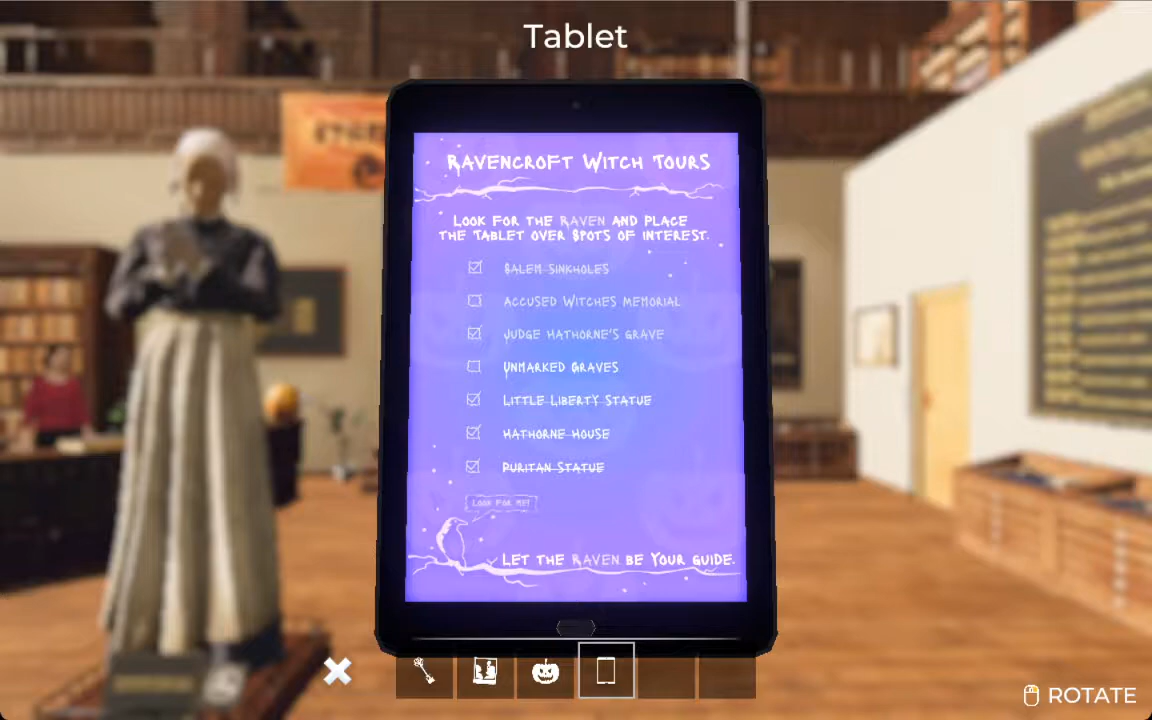 Tablet
RAVENCROFT WITCH TOURS
LOOK FOR THE RAVEN AND PLACE
THE TABLET OVER SPOTS OF INTEREST.
SALEM SINKHOLES
ACCUSED WITCHES MEMORIAL
JUDGE HATHORNE'S GRAVE
UNMARKED GRAVES
LITTLE LIBERTY STATUE
HATHORNE HOUSE
PURITAN STATUE
LOOK FOR ME!
LET THE RAVEN BE YOUR GUIDE.
ROTATE